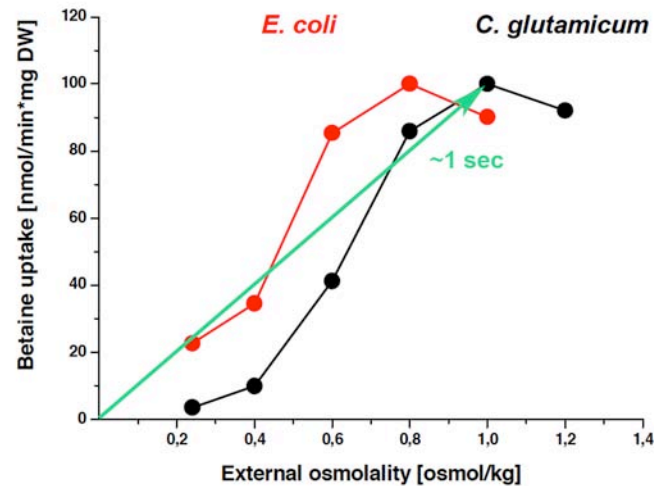 E. coli
C. glutamicum
120
100
80
60
40
20
0
Betaine uptake [nmol/min*mg DW]
~1 sec
0,2
0,4
0,6
0,8
1,0
1,2
1,4
External osmolality [osmol/kg]